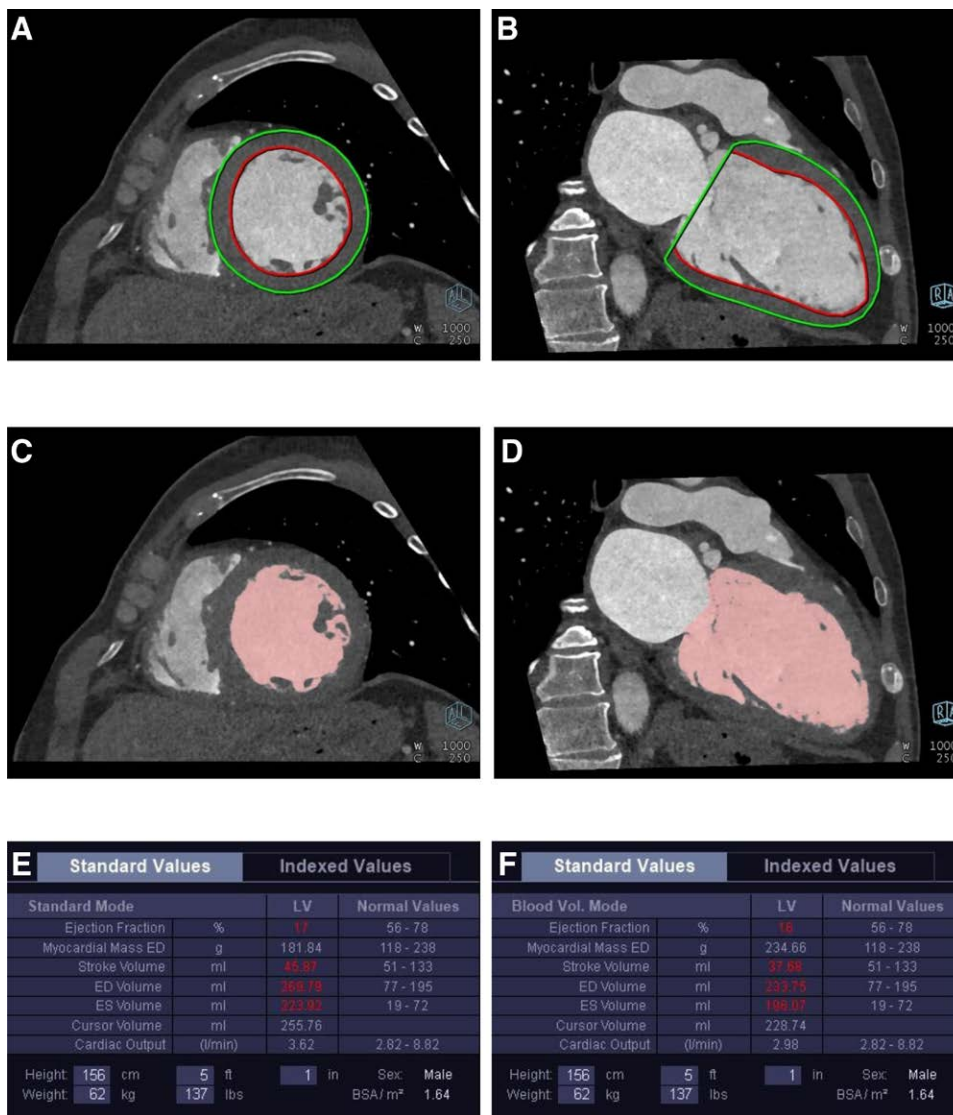 A
B
W 1000
C 250
W 1000
C 250
C
D
W 1000
C 250
W 1000
C 250
E
Standard Values Indexed Values
Standard Mode LV Normal Values
Ejection Fraction % 17 56 - 78
Myocardial Mass ED g 181.84 118 - 238
Stroke Volume ml 45.87 51 - 133
ED Volume ml 269.79 77 - 195
ES Volume ml 223.92 19 - 72
Cursor Volume ml 255.76
Cardiac Output (l/min) 3.62 2.82 - 8.82
Height: 156 cm 5 ft 1 in Sex: Male
Weight: 62 kg 137 lbs BSA / m² 1.64
F
Standard Values Indexed Values
Blood Vol. Mode LV Normal Values
Ejection Fraction % 16 56 - 78
Myocardial Mass ED g 234.66 118 - 238
Stroke Volume ml 37.68 51 - 133
ED Volume ml 233.75 77 - 195
ES Volume ml 196.07 19 - 72
Cursor Volume ml 228.74
Cardiac Output (l/min) 2.98 2.82 - 8.82
Height: 156 cm 5 ft 1 in Sex: Male
Weight: 62 kg 137 lbs BSA / m² 1.64